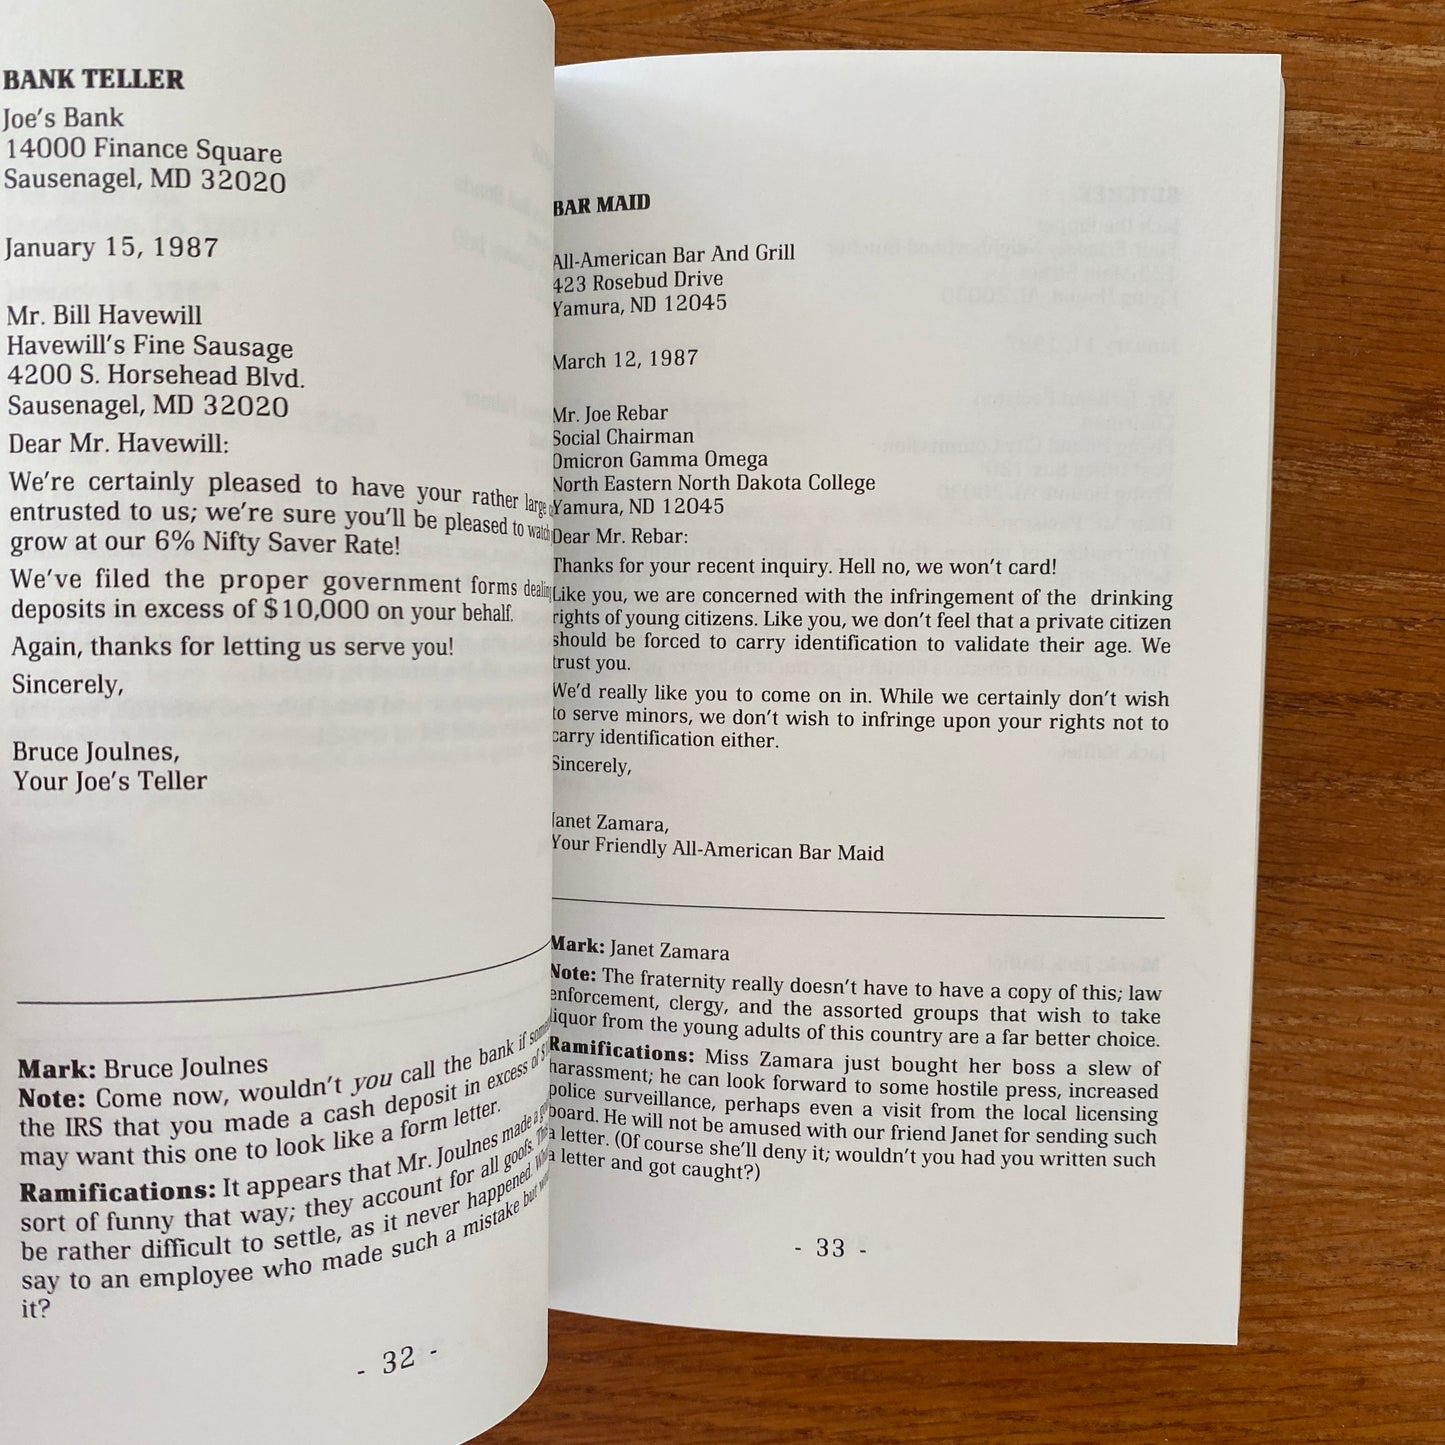 BANK TELLER
Joe's Bank
14000 Finance Square
Sausenagel, MD 32020
January 15, 1987
Mr. Bill Havewill
Havewill's Fine Sausage
4200 S. Horsehead Blvd.
Sausenagel, MD 32020
Dear Mr. Havewill:
We're certainly pleased to have your rather large
entrusted to us; we're sure you'll be pleased to watch
grow at our 6% Nifty Saver Rate!
We've filed the proper government forms
deposits in excess of $10,000 on your behalf.
Again, thanks for letting us serve you!
Sincerely,
Bruce Joulnes,
Your Joe's Teller
Mark: Bruce Joulnes
Note: Come now, wouldn't you call the bank if
the IRS that you made a cash deposit in excess of
may want this one to look like a form letter.
Ramifications: It appears that Mr. Joulnes made a
sort of funny that way; they account for all goofs.
be rather difficult to settle, as it never happened.
say to an employee who made such a mistake but
it?
- 32 -
BAR MAID
All-American Bar And Grill
423 Rosebud Drive
Yamura, ND 12045
March 12, 1987
Mr. Joe Rebar
Social Chairman
Omicron Gamma Omega
North Eastern North Dakota College
Yamura, ND 12045
Dear Mr. Rebar:
Thanks for your recent inquiry. Hell no, we won't card!
Like you, we are concerned with the infringement of the drinking
rights of young citizens. Like you, we don't feel that a private citizen
should be forced to carry identification to validate their age. We
trust you.
We'd really like you to come on in. While we certainly don't wish
to serve minors, we don't wish to infringe upon your rights not to
carry identification either.
Sincerely,
Janet Zamara,
Your Friendly All-American Bar Maid
Mark: Janet Zamara
Note: The fraternity really doesn't have to have a copy of this; law
enforcement, clergy, and the assorted groups that wish to take
liquor from the young adults of this country are a far better choice.
Ramifications: Miss Zamara just bought her boss a slew of
harassment; he can look forward to some hostile press, increased
police surveillance, perhaps even a visit from the local licensing
board. He will not be amused with our friend Janet for sending such
a letter. (Of course she'll deny it; wouldn't you had you written such
a letter and got caught?)
- 33 -